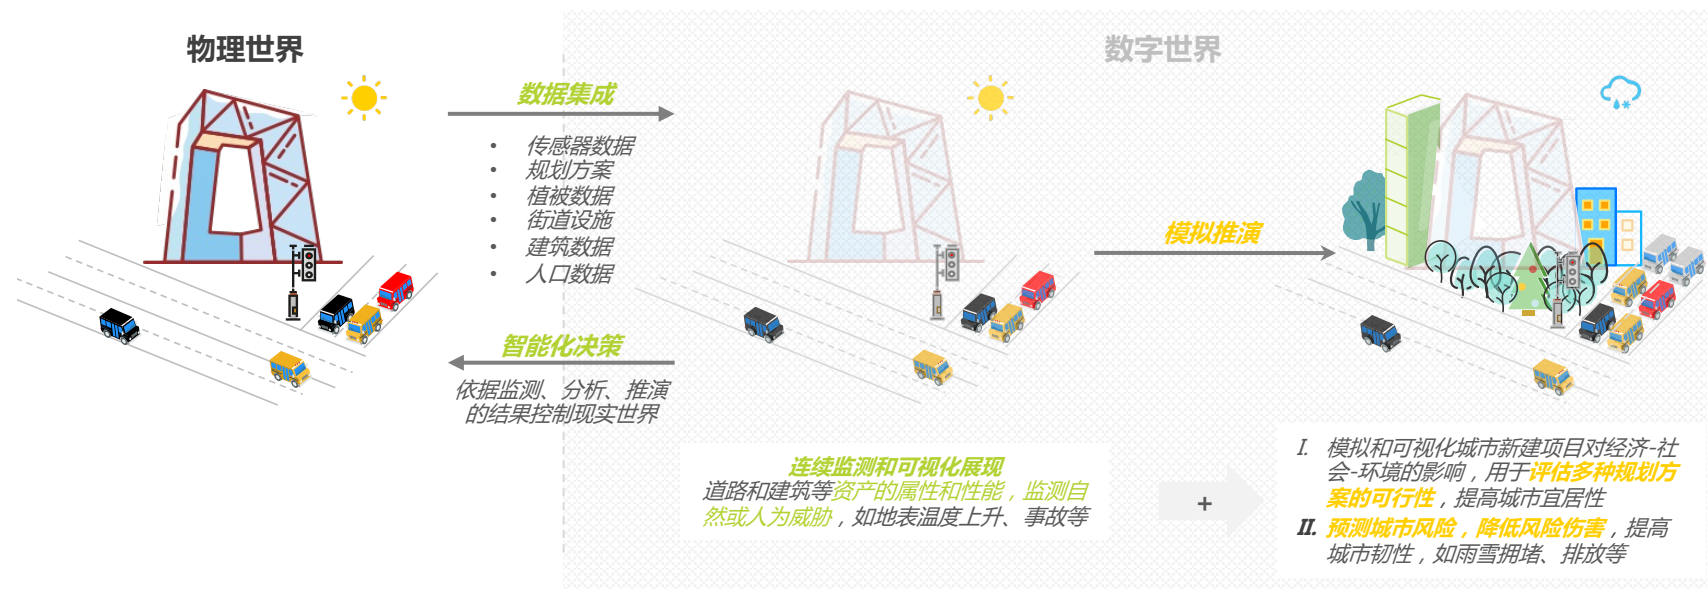 物理世界
数字世界
数据集成
• 传感器数据
• 规划方案
• 植被数据
• 街道设施
• 建筑数据
• 人口数据
模拟推演
智能化决策
依据监测、分析、推演
的结果控制现实世界
连续监测和可视化展现
道路和建筑等资产的属性和性能，监测自
然或人为威胁，如地表温度上升、事故等
+
I. 模拟和可视化城市新建项目对经济-社
会-环境的影响，用于评估多种规划方
案的可行性，提高城市宜居性
II. 预测城市风险，降低风险伤害，提高
城市韧性，如雨雪拥堵、排放等